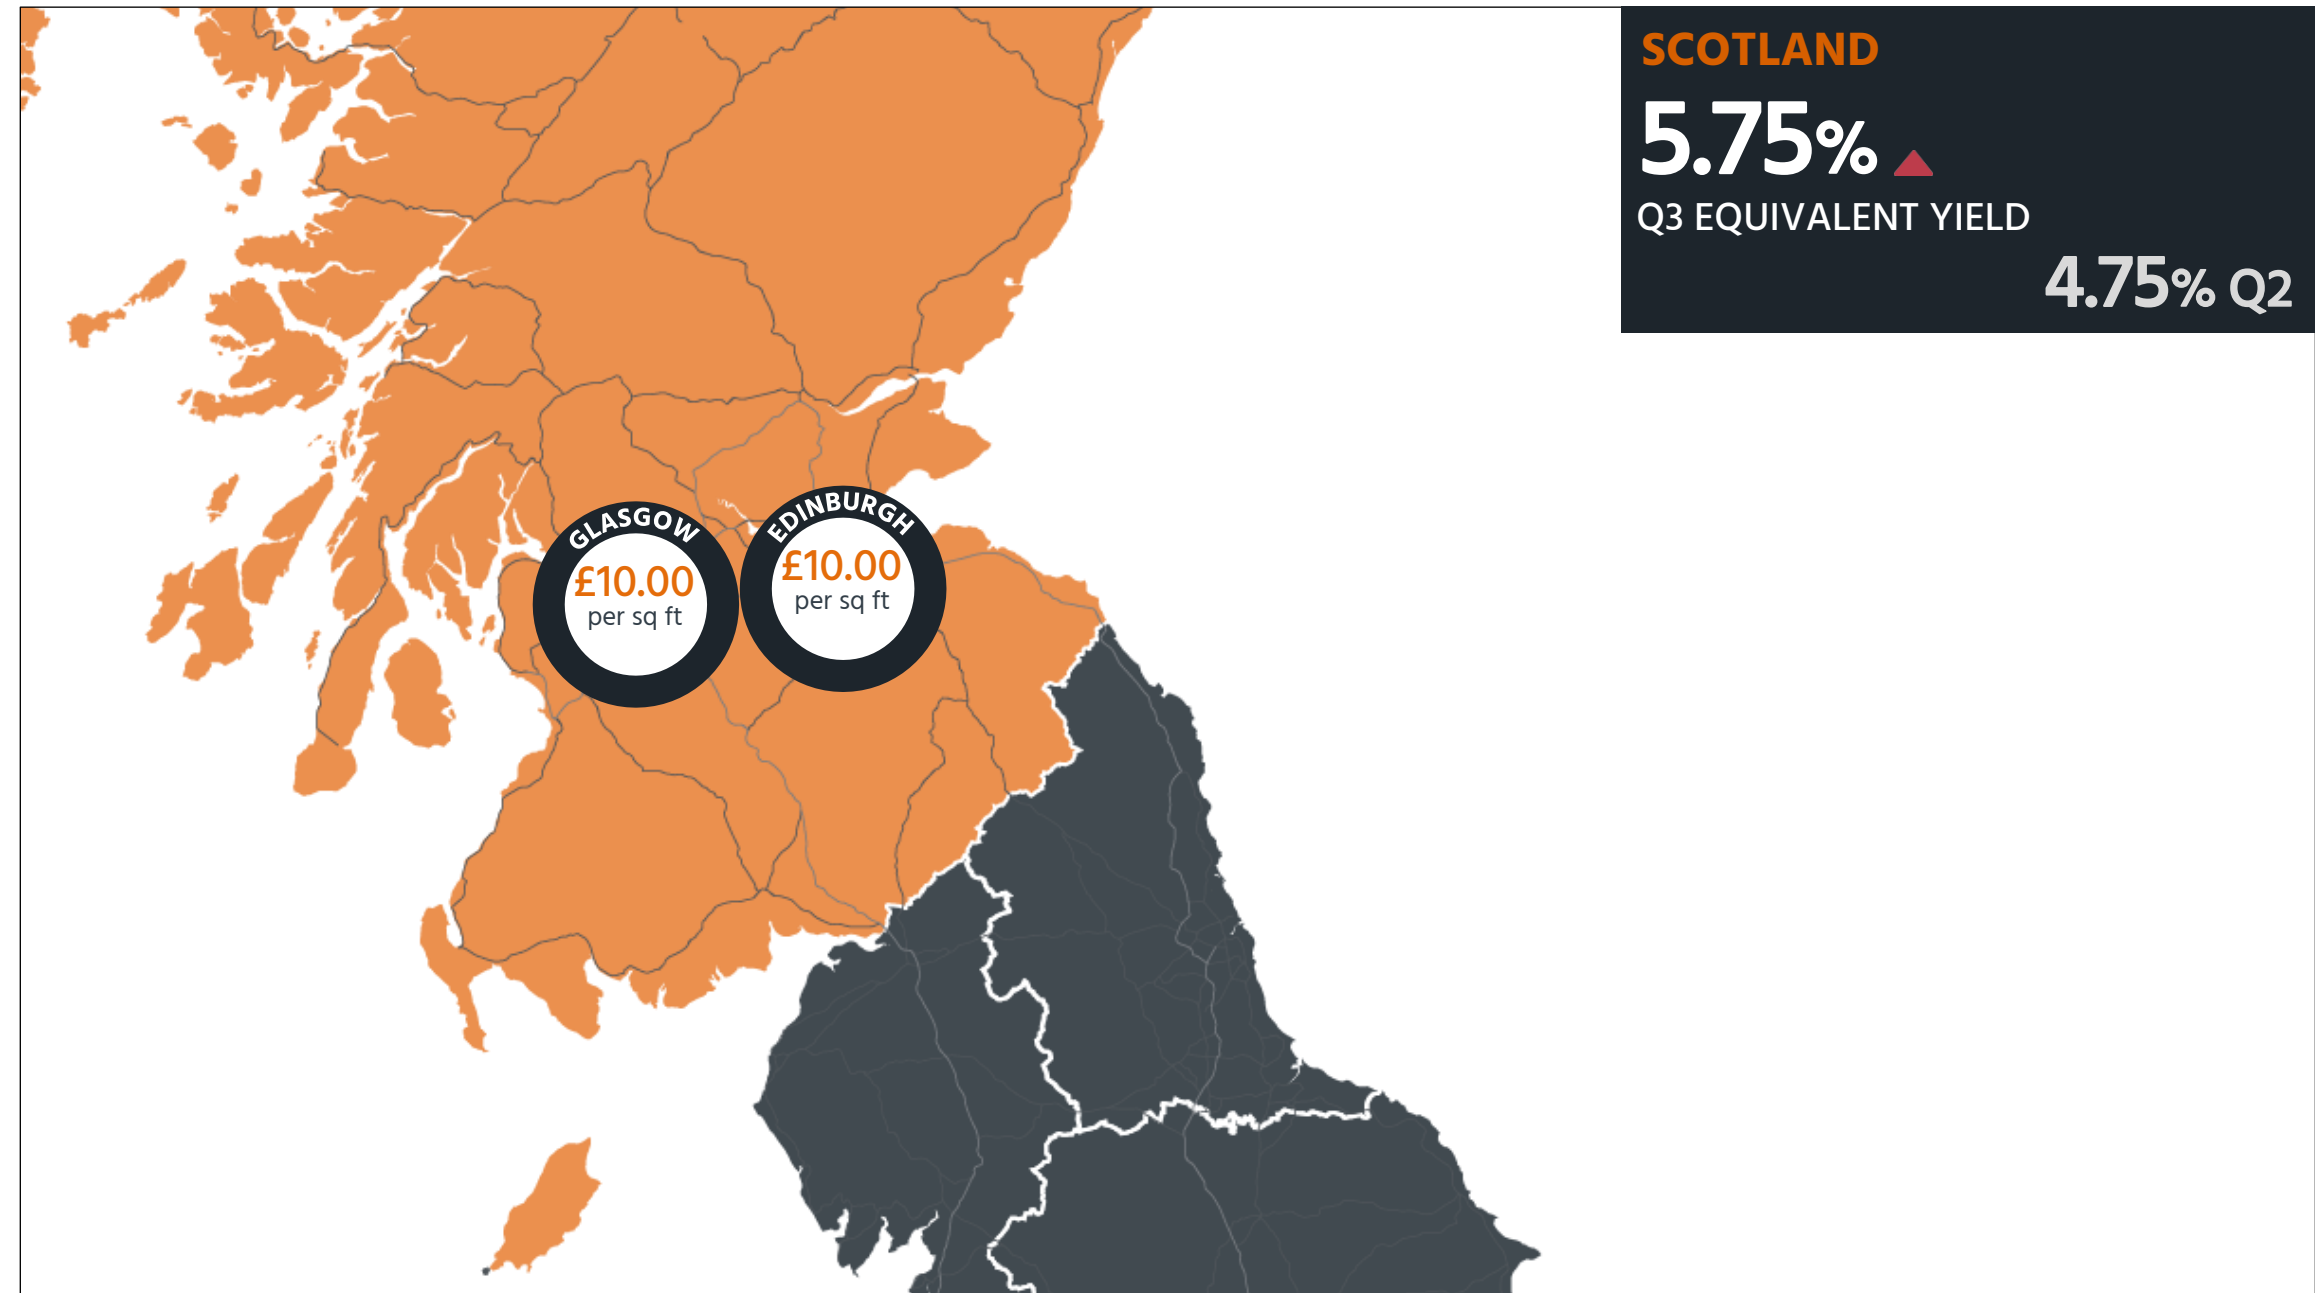 SCOTLAND
5.75%
Q3 EQUIVALENT YIELD
4.75% Q2
GLASGOW
£10.00
per sq ft
EDINBURGH
£10.00
per sq ft